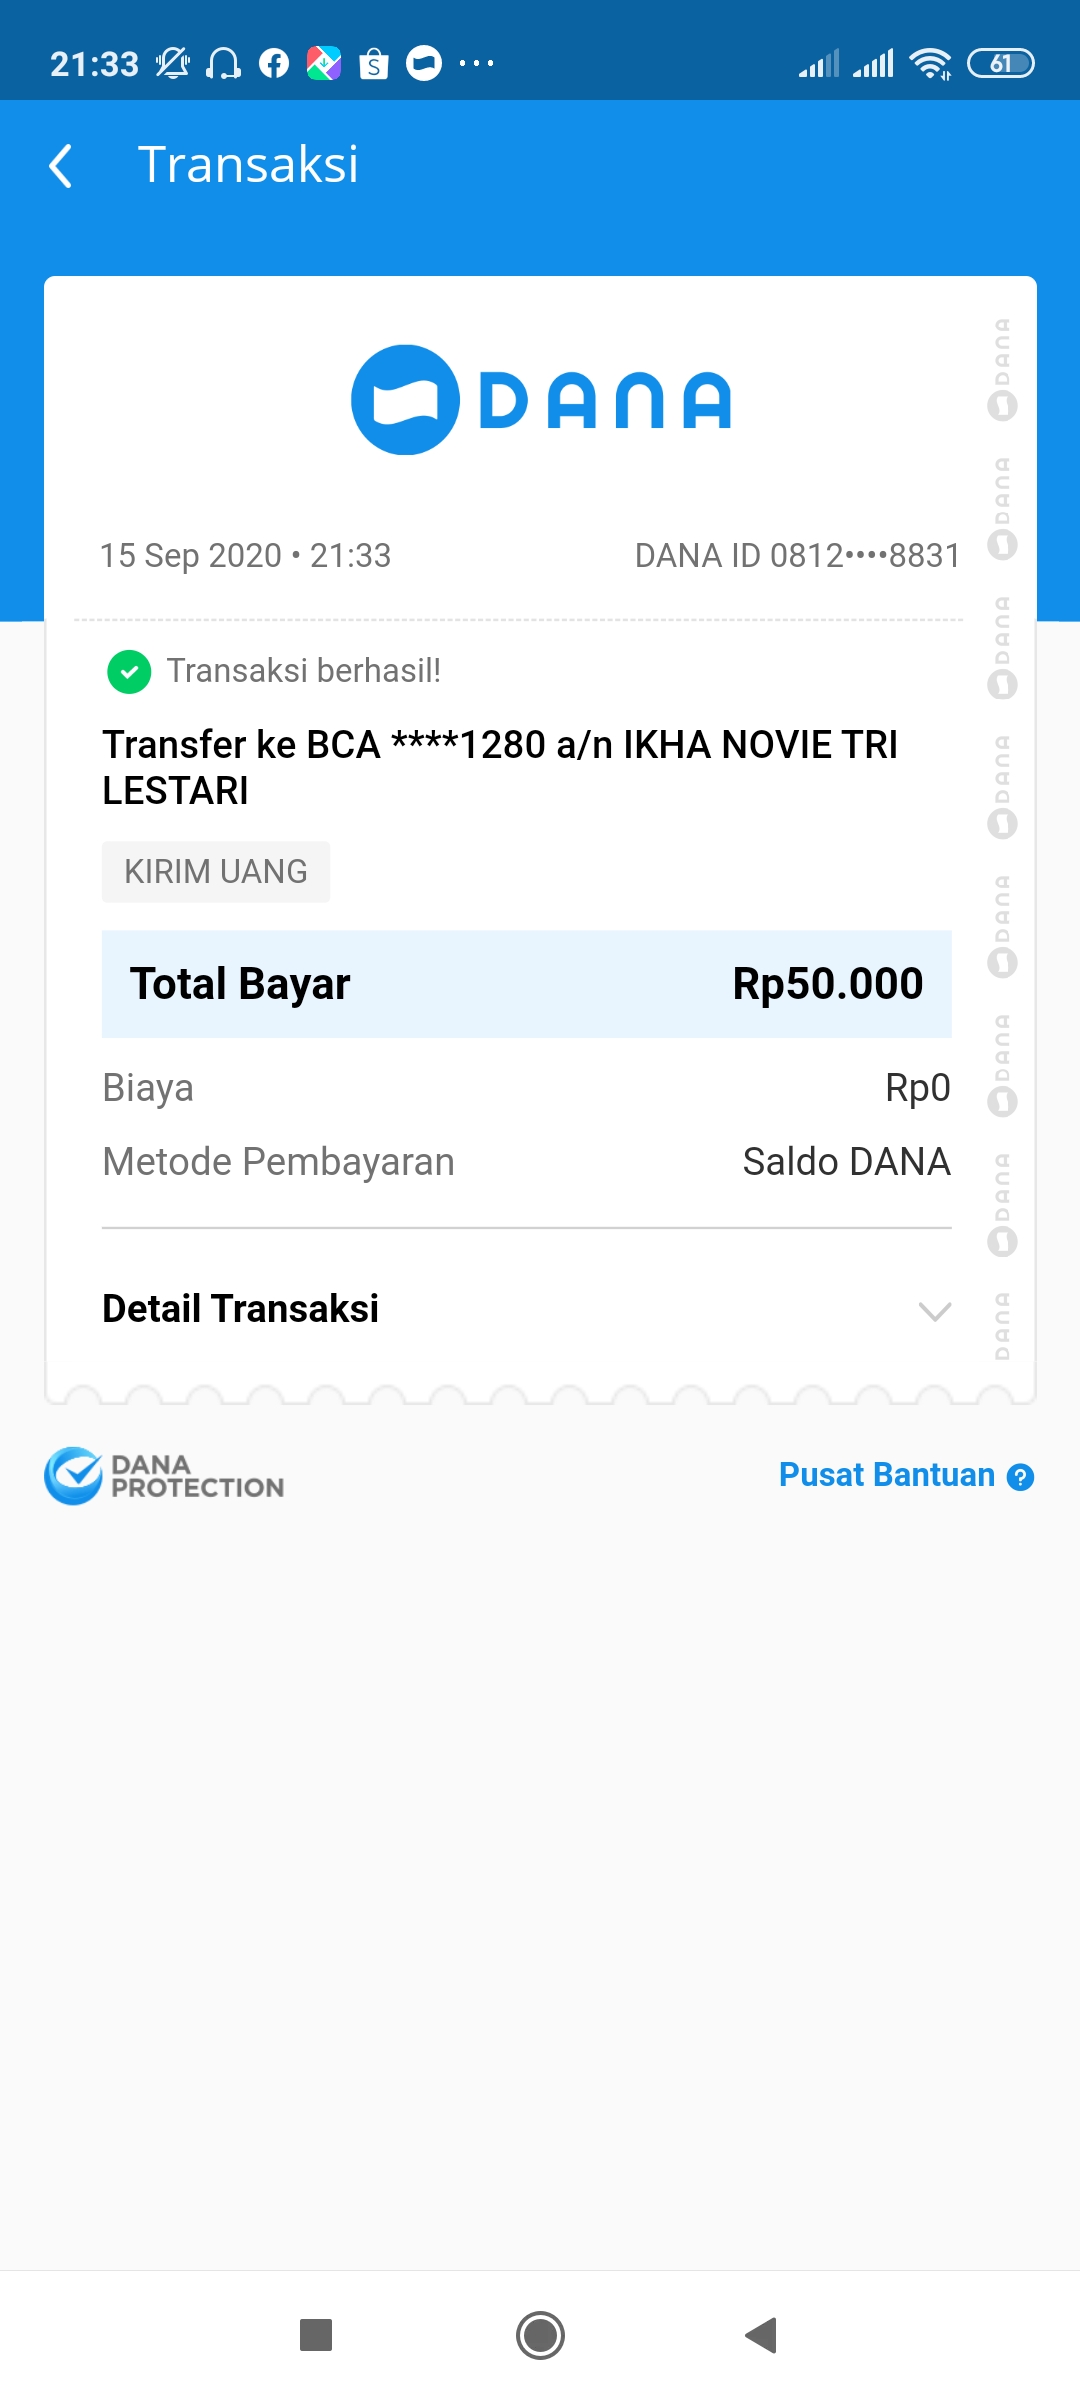 21:33
61
Transaksi
DANA
15 Sep 2020 • 21:33
DANA ID 0812••••8831
Transaksi berhasil!
Transfer ke BCA ****1280 a/n IKHA NOVIE TRI
LESTARI
KIRIM UANG
Total Bayar Rp50.000
Biaya Rp0
Metode Pembayaran Saldo DANA
Detail Transaksi
DANA
DANA
DANA
DANA
DANA
DANA
DANA
DANA
DANA
PROTECTION
Pusat Bantuan ?